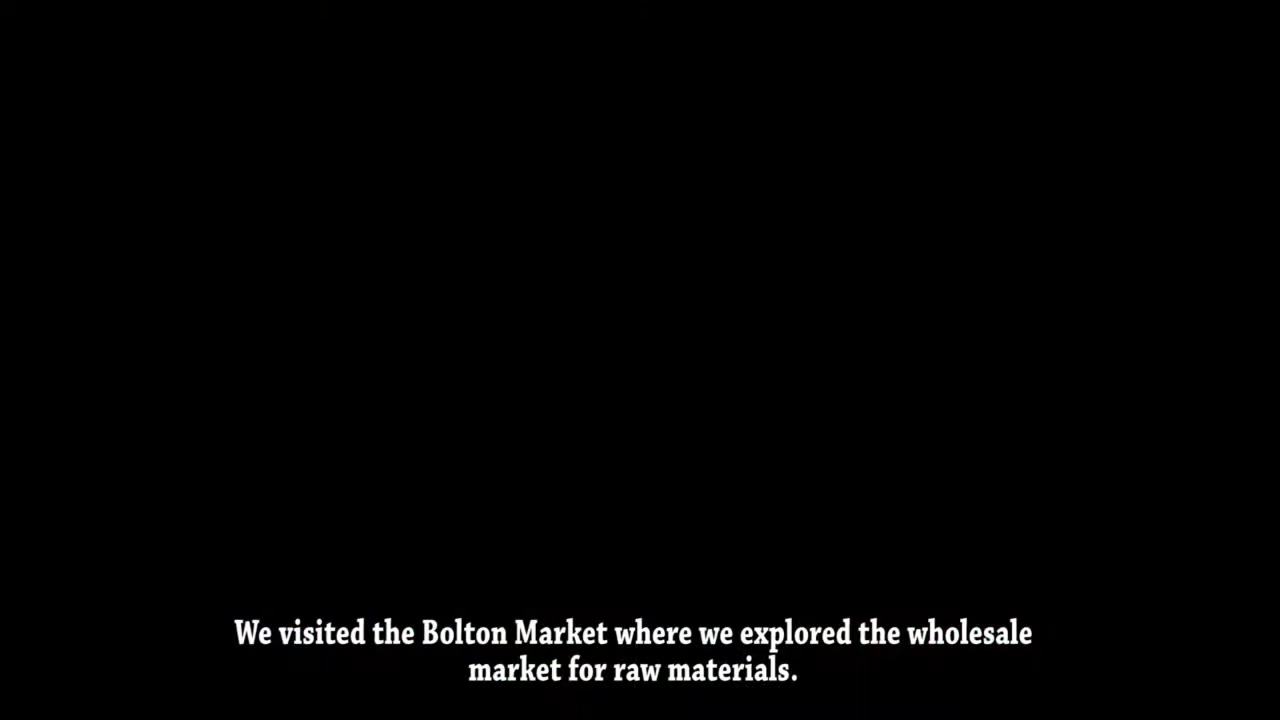 We visited the Bolton Market where we explored the wholesale
market for raw materials.